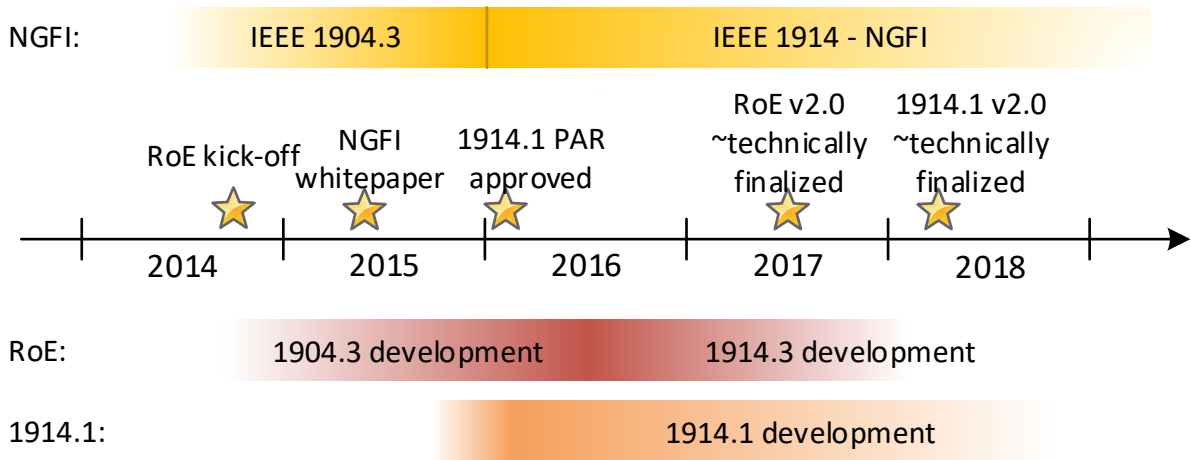 NGFI:
IEEE 1904.3
IEEE 1914 - NGFI
RoE kick-off
NGFI
whitepaper
1914.1 PAR
approved
RoE v2.0
~technically
finalized
1914.1 v2.0
~technically
finalized
2014
2015
2016
2017
2018
RoE:
1904.3 development
1914.3 development
1914.1:
1914.1 development